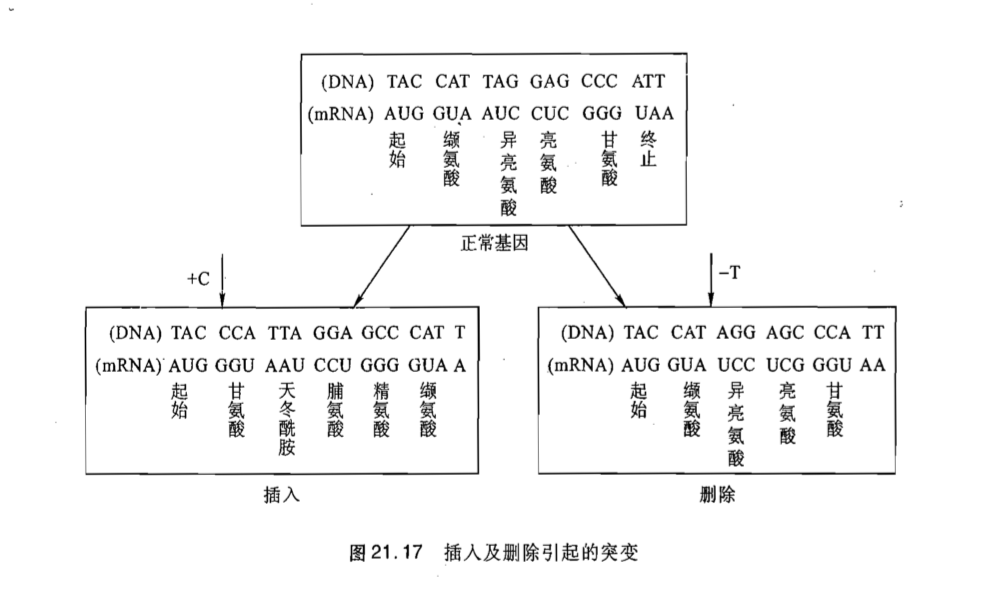 (DNA) TAC CAT TAG GAG CCC ATT
(mRNA) AUG GUA AUC CUC GGG UAA
起始 缬氨酸 异亮氨酸 亮氨酸 甘氨酸 终止
正常基因
+C
−T
(DNA) TAC CCA TTA GGA GCC CAT T
(mRNA) AUG GGU AAU CCU GGG GUA A
起始 甘氨酸 天冬酰胺 脯氨酸 精氨酸 缬氨酸
插入
(DNA) TAC CAT AGG AGC CCA TT
(mRNA) AUG GUA UCC UCG GGU AA
起始 缬氨酸 异亮氨酸 亮氨酸 甘氨酸
删除
图 21.17 插入及删除引起的突变